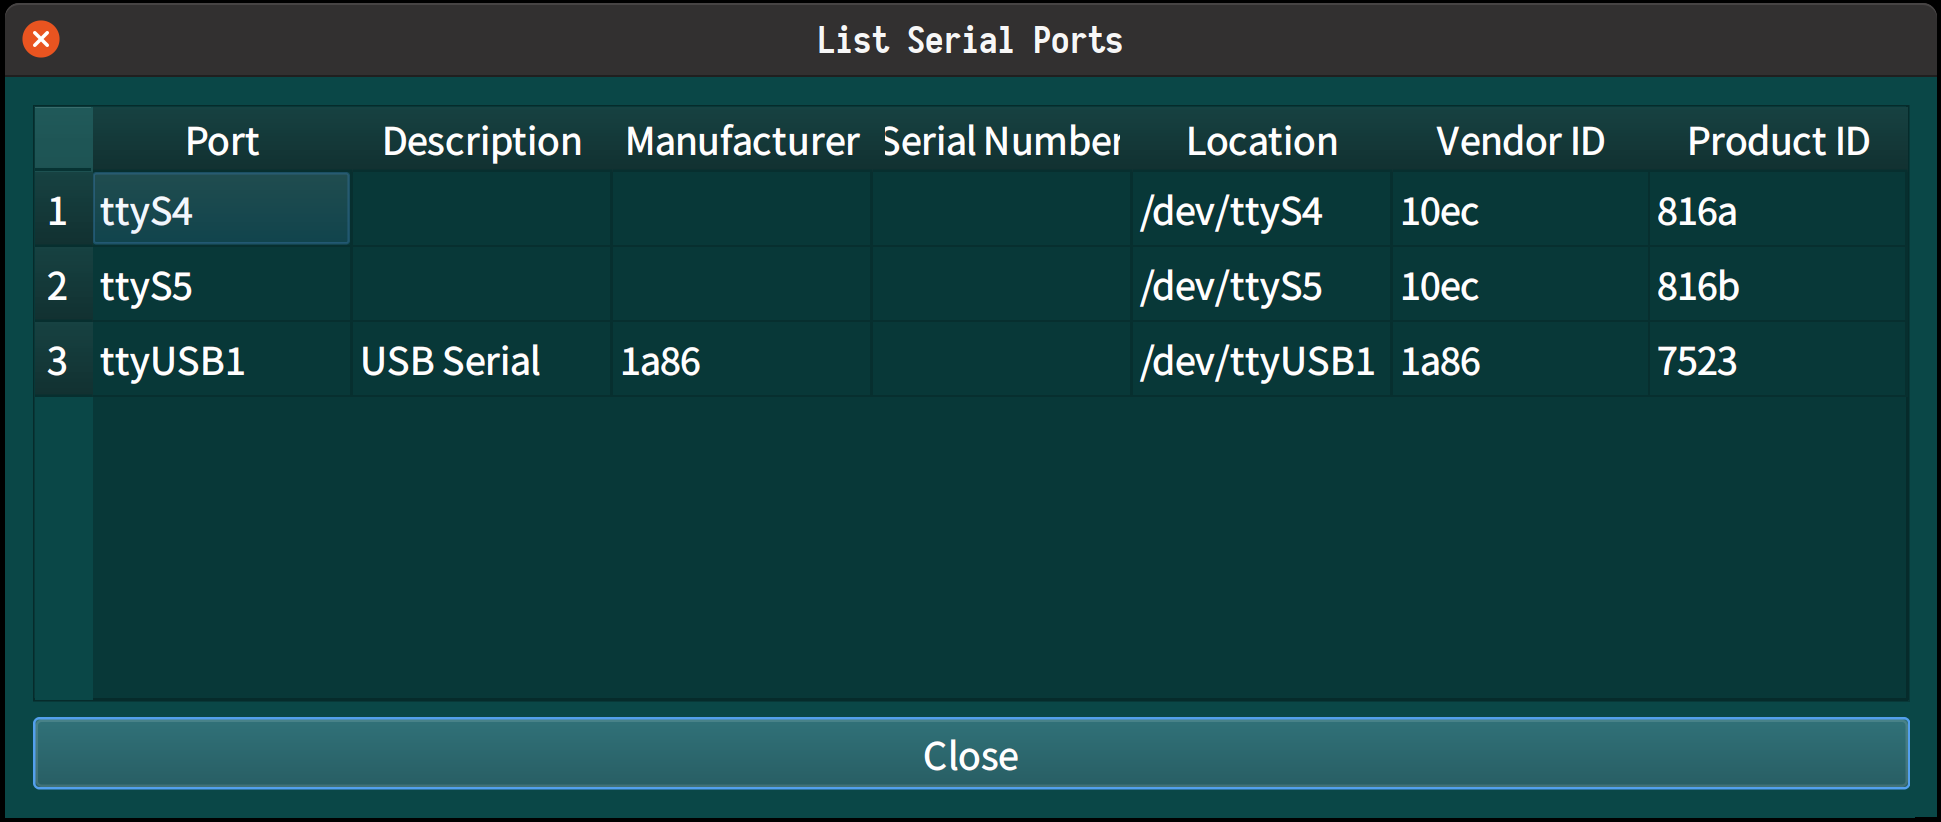 List Serial Ports
Port Description Manufacturer Serial Number Location Vendor ID Product ID
1 ttyS4 /dev/ttyS4 10ec 816a
2 ttyS5 /dev/ttyS5 10ec 816b
3 ttyUSB1 USB Serial 1a86 /dev/ttyUSB1 1a86 7523
Close